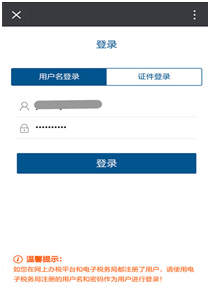 登录
用户名登录 证件登录
••••••••••
登录
温馨提示:
如您在网上办税平台和电子税务局都注册了用户，请使用电
子税务局注册的用户名和密码作为用户进行登录!